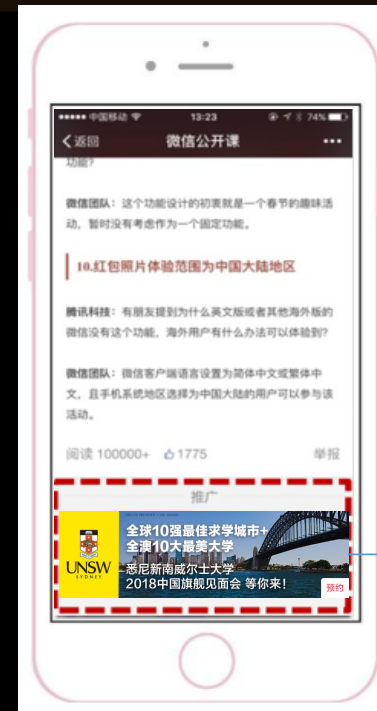 中国移动 13:23 74%
返回 微信公开课
功能?
微信团队：这个功能设计的初衷就是一个春节的趣味活
动，暂时没有考虑作为一个固定功能。
10.红包照片体验范围为中国大陆地区
腾讯科技：有朋友提到为什么英文版或者其他海外版的
微信没有这个功能，海外用户有什么办法可以体验到?
微信团队：微信客户端语言设置为简体中文或繁体中
文，且手机系统地区选择为中国大陆的用户可以参与该
活动。
阅读 100000+ 1775 举报
推广
全球10强最佳求学城市+
全澳10大最美大学
UNSW
SYDNEY
悉尼新南威尔士大学
2018中国旗舰见面会 等你来!
预约